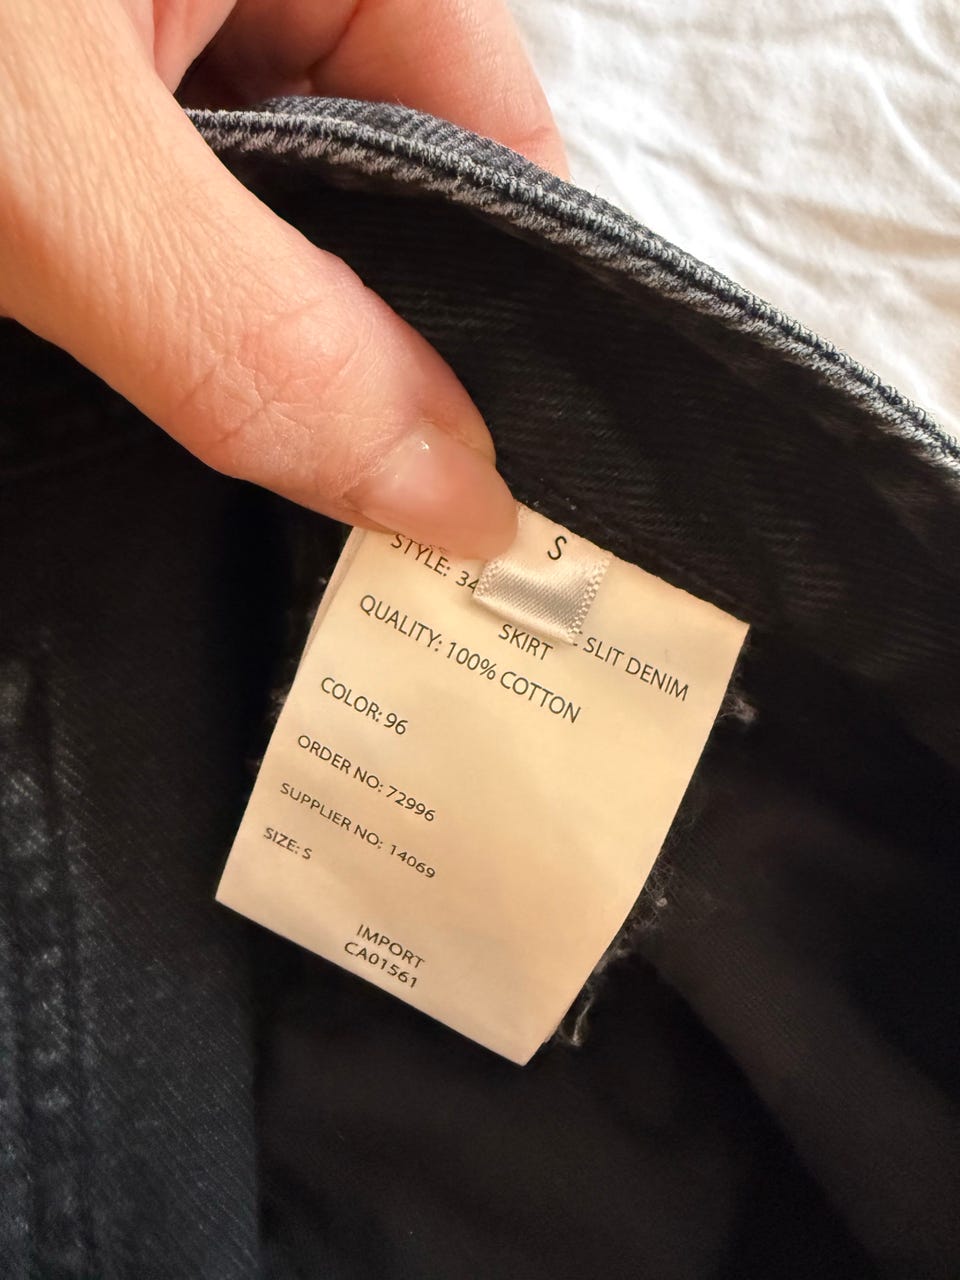 S
STYLE: 34
SLIT DENIM
SKIRT
QUALITY: 100% COTTON
COLOR: 96
ORDER NO: 72996
SUPPLIER NO: 14069
SIZE: S
IMPORT
CA01561